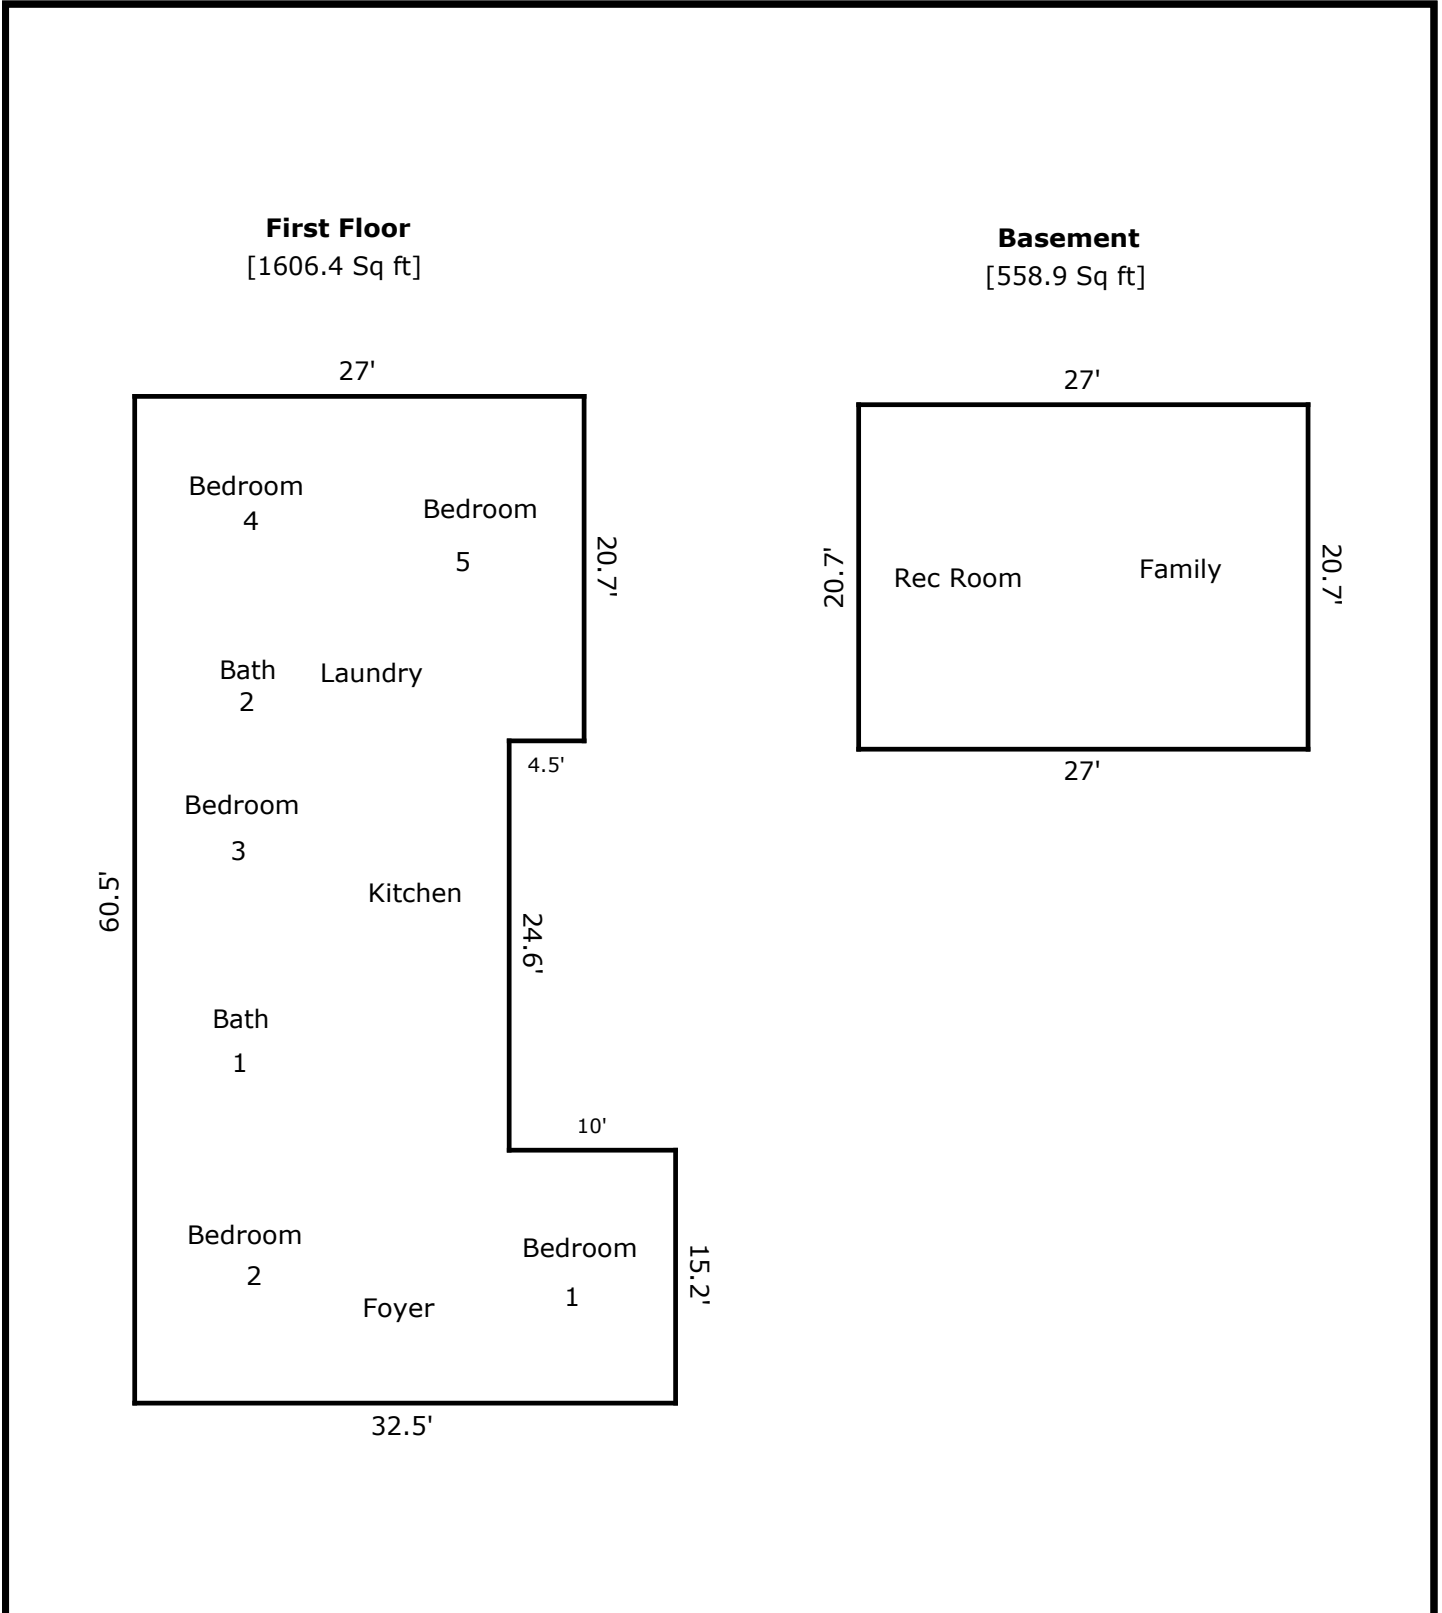 First Floor
[1606.4 Sq ft]
27'
Bedroom
4
Bedroom
5
20.7'
Bath
2
Laundry
4.5'
Bedroom
3
Kitchen
60.5'
24.6'
Bath
1
10'
Bedroom
2
Foyer
Bedroom
1
15.2'
32.5'
Basement
[558.9 Sq ft]
27'
20.7'
Rec Room
Family
20.7'
27'